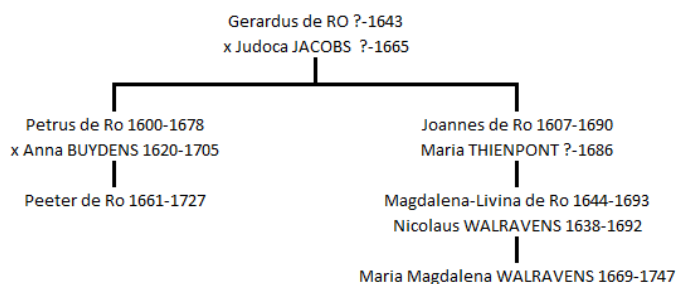 Gerardus de RO ?-1643
x Judoca JACOBS ?-1665
Petrus de Ro 1600-1678
x Anna BUYDENS 1620-1705
Peeter de Ro 1661-1727
Joannes de Ro 1607-1690
Maria THIENPONT ?-1686
Magdalena-Livina de Ro 1644-1693
Nicolaus WALRAVENS 1638-1692
Maria Magdalena WALRAVENS 1669-1747